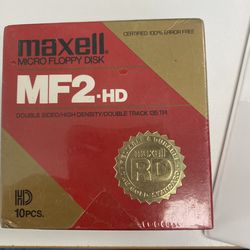 maxell
CERTIFIED 100% ERROR FREE
MICRO FLOPPY DISK
MF2-HD
DOUBLE SIDED/HIGH DENSITY/DOUBLE TRACK 135TPI
maxell
RD
HD
10PCS.